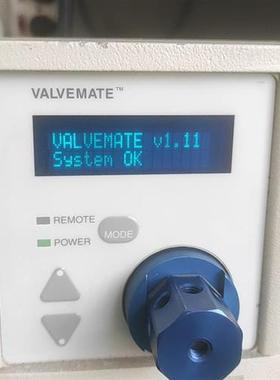 VALVEMATE™
VALVEMATE v1.11
System OK
REMOTE
MODE
POWER